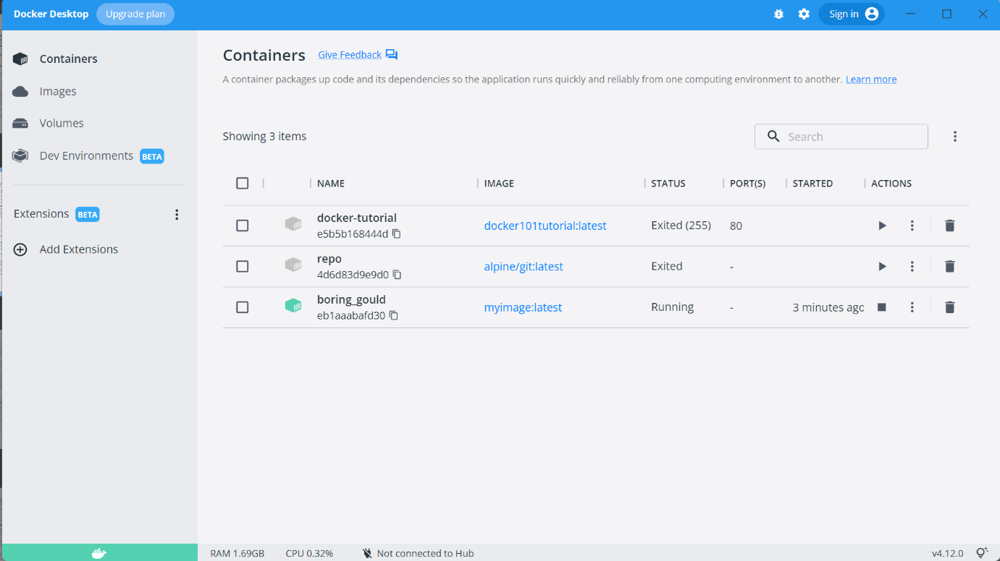 Docker Desktop Upgrade plan Sign in
Containers
Images
Volumes
Dev Environments BETA
Extensions BETA
Add Extensions
Containers Give Feedback
A container packages up code and its dependencies so the application runs quickly and reliably from one computing environment to another. Learn more
Showing 3 items Search
NAME IMAGE STATUS PORT(S) STARTED ACTIONS
docker-tutorial
e5b5b168444d docker101tutorial:latest Exited (255) 80
repo
4d6d83d9e9d0 alpine/git:latest Exited -
boring_gould
eb1aaabafd30 myimage:latest Running - 3 minutes ago
RAM 1.69GB CPU 0.32% Not connected to Hub v4.12.0